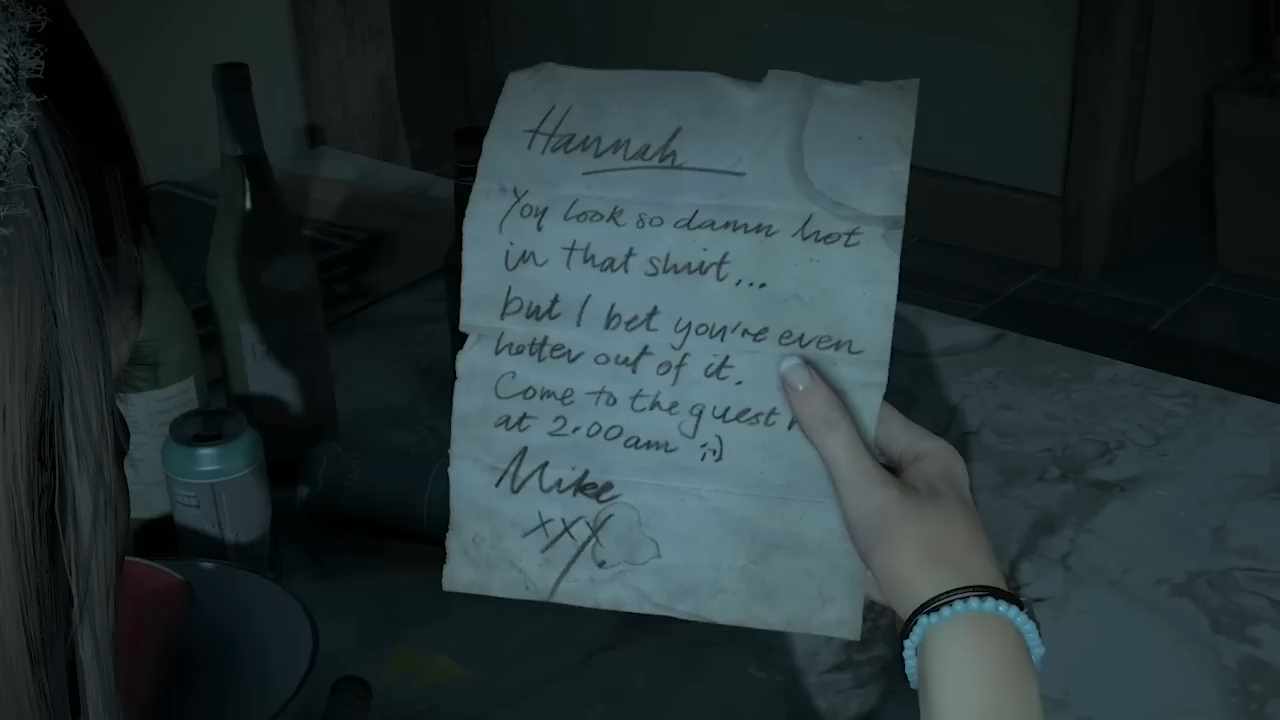 Hannah
You look so damn hot
in that shirt...
but I bet you're even
hotter out of it.
Come to the guest
at 2.00am ;)
Mike
xxx